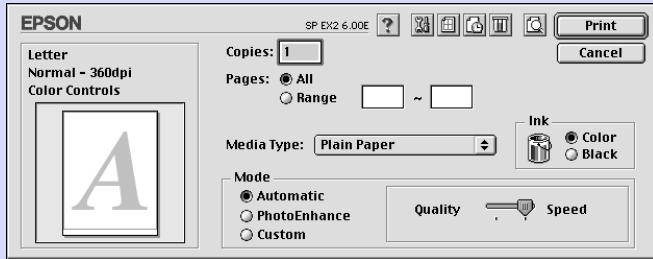 EPSON
SP EX2 6.00E
?
Print
Cancel
Letter
Normal - 360dpi
Color Controls
A
Copies: 1
Pages: All
Range ~
Media Type: Plain Paper
Ink
Color
Black
Mode
Automatic
PhotoEnhance
Custom
Quality Speed